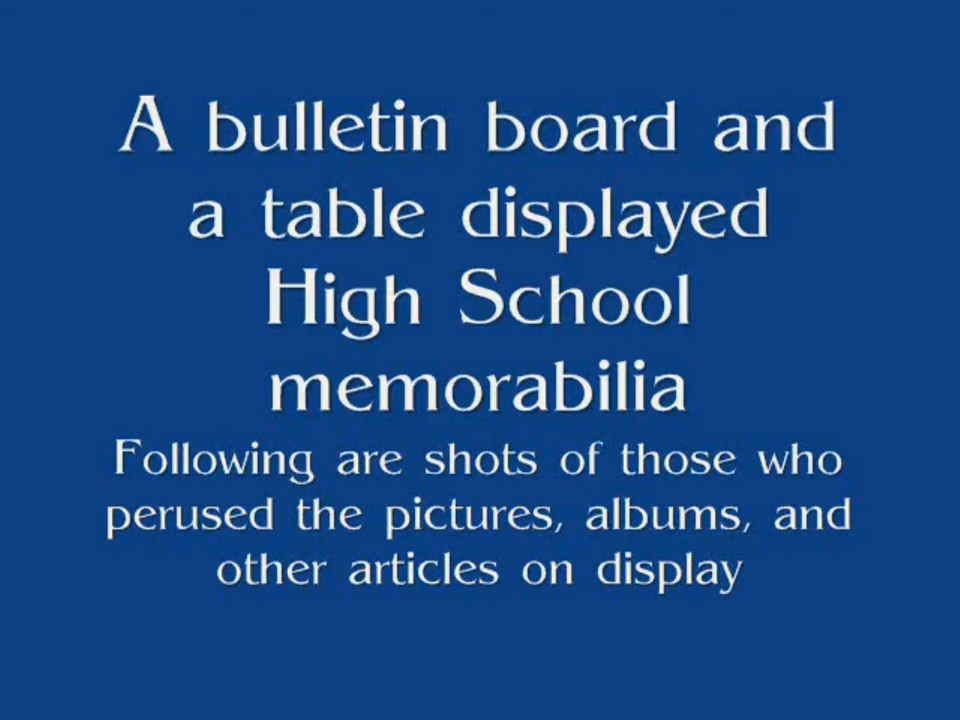 A bulletin board and
a table displayed
High School
memorabilia
Following are shots of those who
perused the pictures, albums, and
other articles on display